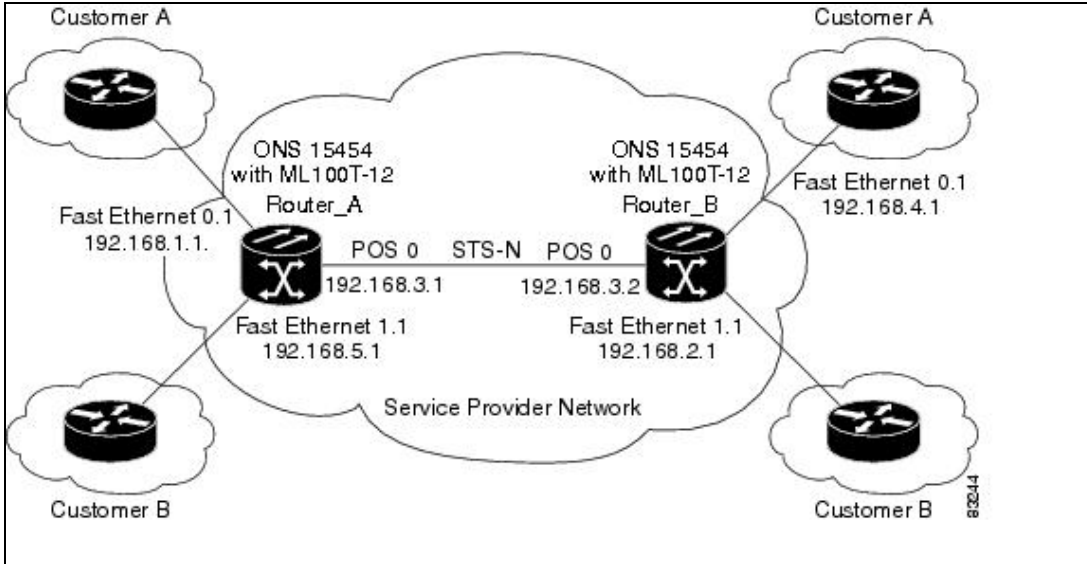 Customer A
Customer A
ONS 15454
with ML100T-12
Router_A
ONS 15454
with ML100T-12
Router_B
Fast Ethernet 0.1
192.168.1.1.
Fast Ethernet 0.1
192.168.4.1
POS 0 STS-N POS 0
192.168.3.1
192.168.3.2
Fast Ethernet 1.1
192.168.5.1
Fast Ethernet 1.1
192.168.2.1
Service Provider Network
Customer B
Customer B
83244